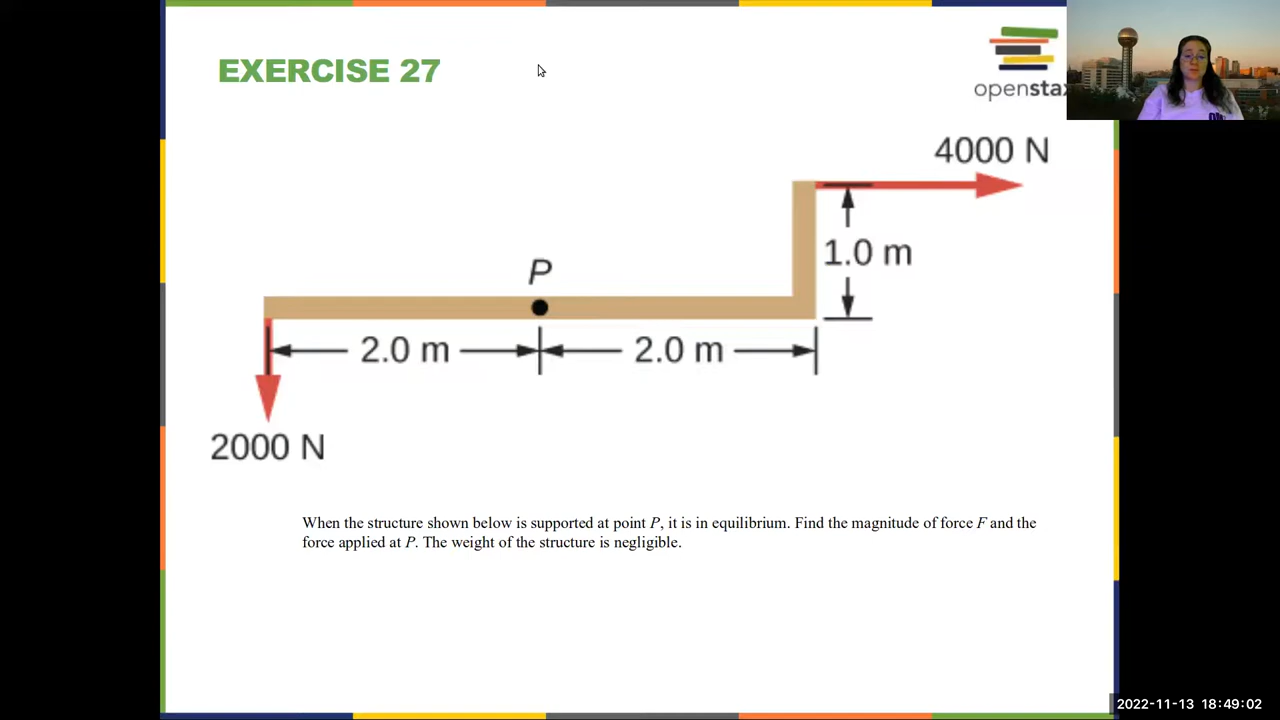 EXERCISE 27
openstax
4000 N
1.0 m
P
2.0 m
2.0 m
2000 N
When the structure shown below is supported at point P, it is in equilibrium. Find the magnitude of force F and the
force applied at P. The weight of the structure is negligible.
2022-11-13 18:49:02